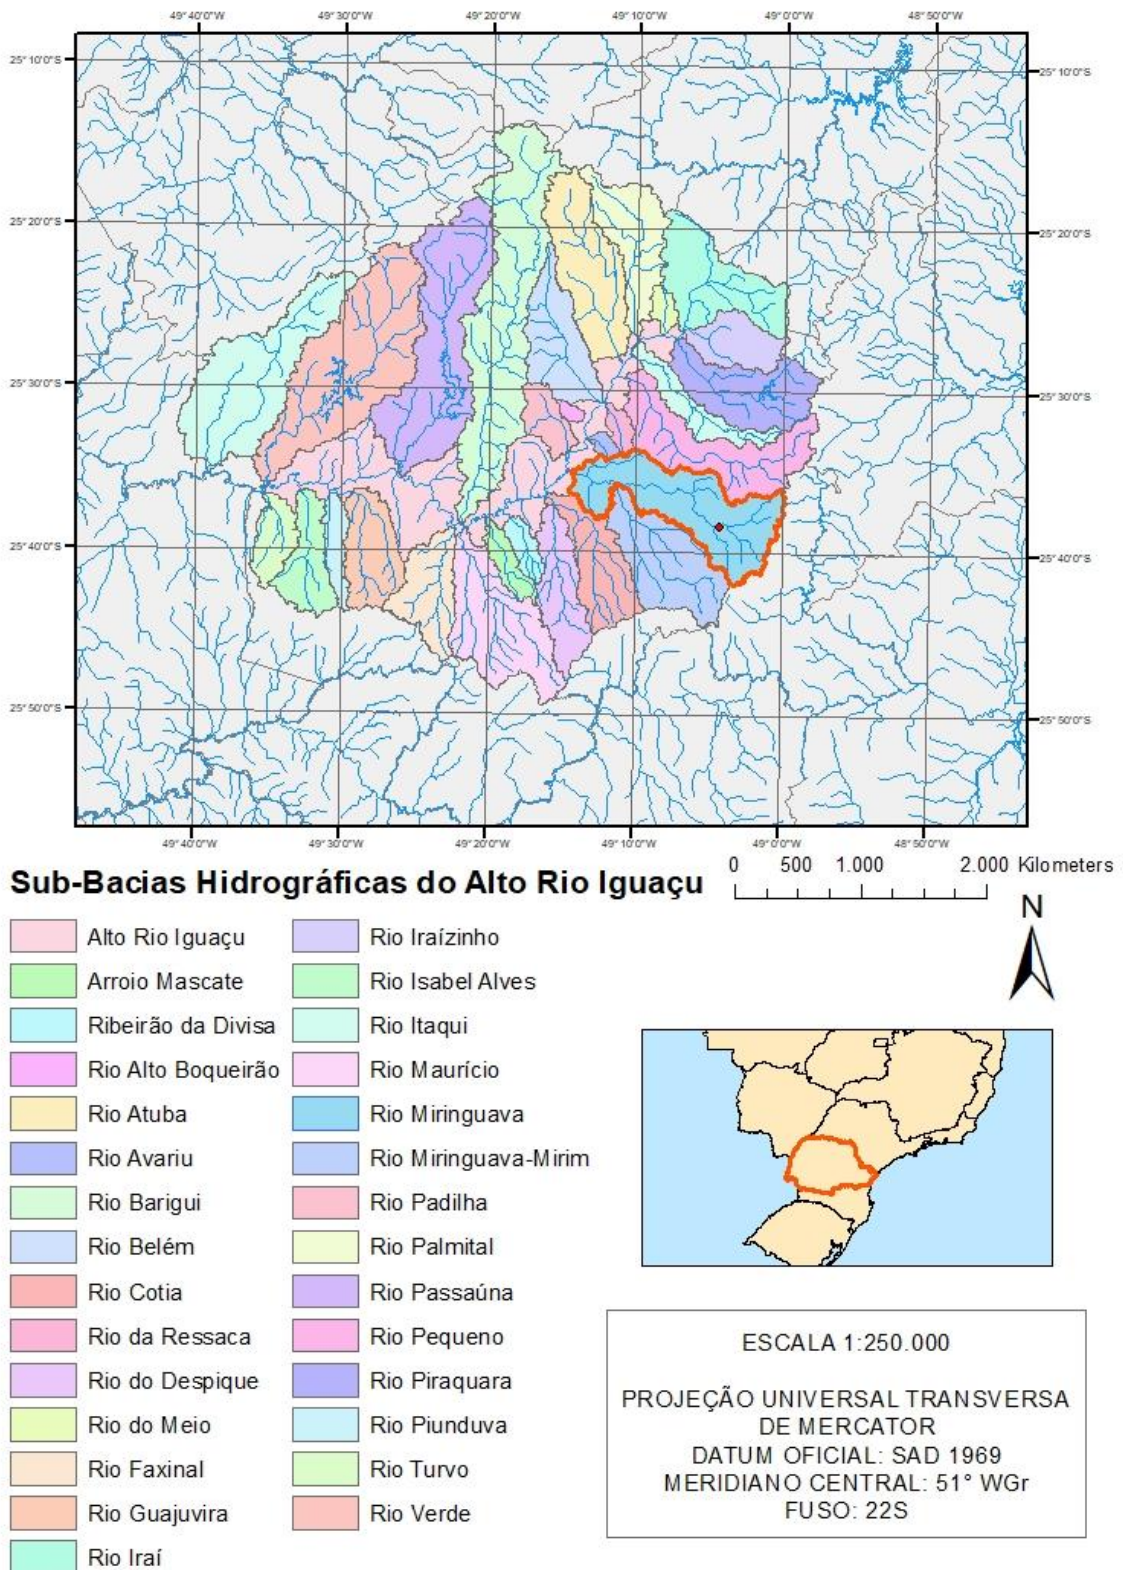 49°40'0"W 49°30'0"W 49°20'0"W 49°10'0"W 49°0'0"W 48°50'0"W
25°10'0"S 25°10'0"S
25°20'0"S 25°20'0"S
25°30'0"S 25°30'0"S
25°40'0"S 25°40'0"S
25°50'0"S 25°50'0"S
49°40'0"W 49°30'0"W 49°20'0"W 49°10'0"W 49°0'0"W 48°50'0"W
0 500 1.000 2.000 Kilometers
Sub-Bacias Hidrográficas do Alto Rio Iguaçu
N
Alto Rio Iguaçu
Arroio Mascate
Ribeirão da Divisa
Rio Alto Boqueirão
Rio Atuba
Rio Avariu
Rio Barigui
Rio Belém
Rio Cotia
Rio da Ressaca
Rio do Despique
Rio do Meio
Rio Faxinal
Rio Guajuvira
Rio Iraí
Rio Iraízinho
Rio Isabel Alves
Rio Itaqui
Rio Maurício
Rio Miringuava
Rio Miringuava-Mirim
Rio Padilha
Rio Palmital
Rio Passaúna
Rio Pequeno
Rio Piraquara
Rio Piunduva
Rio Turvo
Rio Verde
ESCALA 1:250.000
PROJEÇÃO UNIVERSAL TRANSVERSA
DE MERCATOR
DATUM OFICIAL: SAD 1969
MERIDIANO CENTRAL: 51° WGr
FUSO: 22S